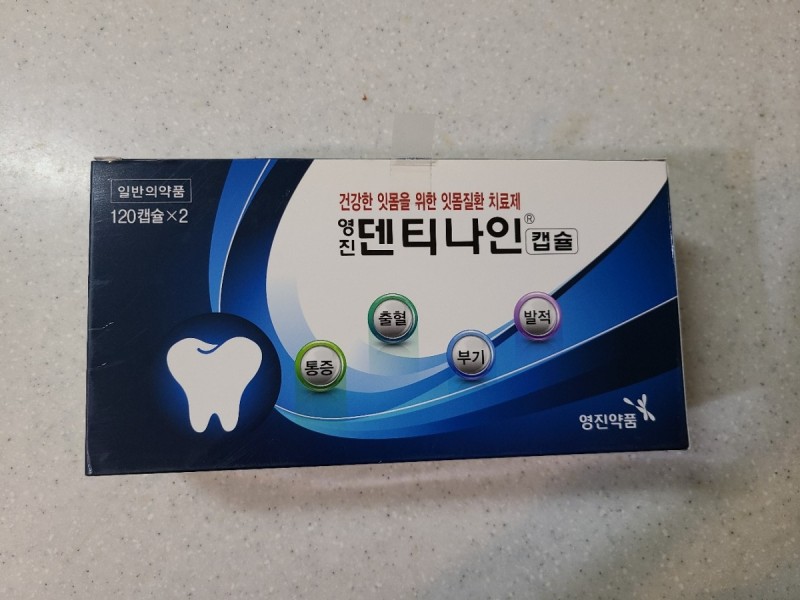 일반의약품
120캡슐×2
건강한 잇몸을 위한 잇몸질환 치료제
영진 덴티나인® 캡슐
통증
출혈
부기
발적
영진약품